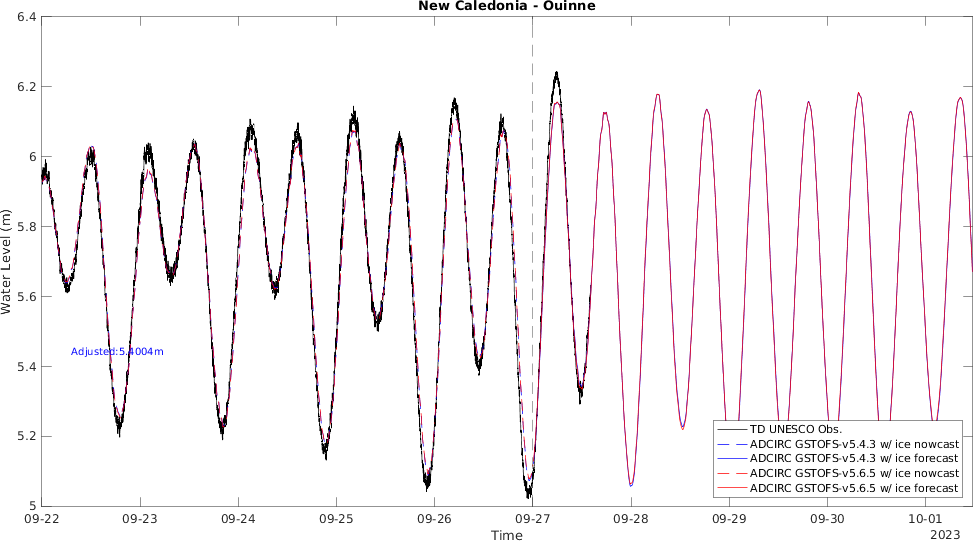 New Caledonia - Ouinne
6.4
6.2
6
5.8
5.6
5.4
5.2
5
Water Level (m)
Adjusted:5.4004m
TD UNESCO Obs.
ADCIRC GSTOFS-v5.4.3 w/ ice nowcast
ADCIRC GSTOFS-v5.4.3 w/ ice forecast
ADCIRC GSTOFS-v5.6.5 w/ ice nowcast
ADCIRC GSTOFS-v5.6.5 w/ ice forecast
09-22 09-23 09-24 09-25 09-26 09-27 09-28 09-29 09-30 10-01
Time
2023